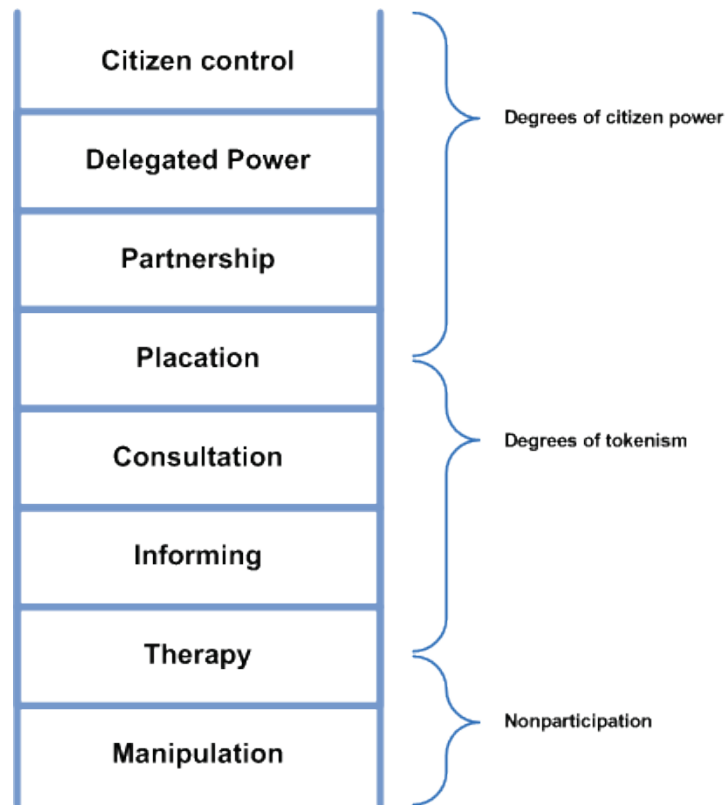 Citizen control
Delegated Power
Partnership
Placation
Consultation
Informing
Therapy
Manipulation
Degrees of citizen power
Degrees of tokenism
Nonparticipation